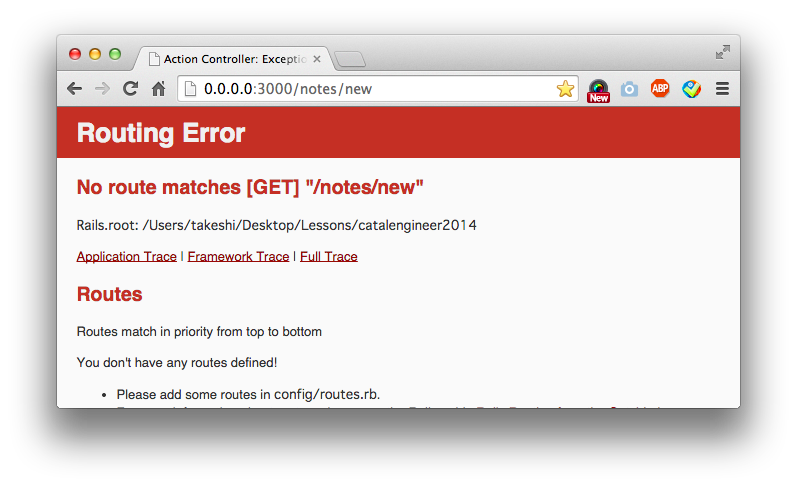 Action Controller: Exceptio
0.0.0.0:3000/notes/new
New
ABP
Routing Error
No route matches [GET] "/notes/new"
Rails.root: /Users/takeshi/Desktop/Lessons/catalengineer2014
Application Trace | Framework Trace | Full Trace
Routes
Routes match in priority from top to bottom
You don't have any routes defined!
• Please add some routes in config/routes.rb.